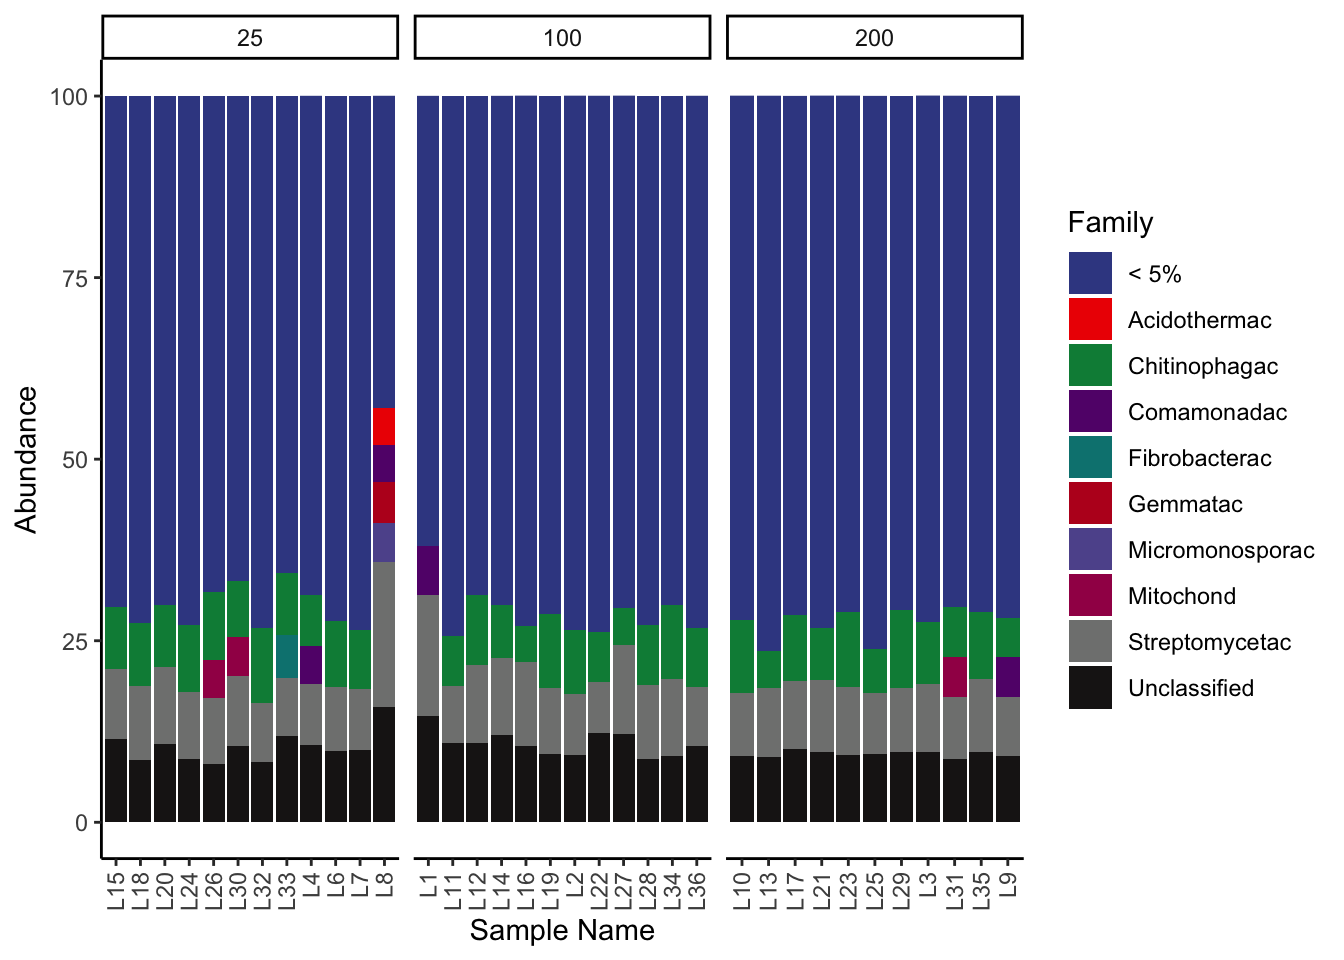 25 100 200
100
75
50
25
0
Abundance
L15 L18 L20 L24 L26 L30 L32 L33 L4 L6 L7 L8 L1 L11 L12 L14 L16 L19 L2 L22 L27 L28 L34 L36 L10 L13 L17 L21 L23 L25 L29 L3 L31 L35 L9
Sample Name
Family
< 5%
Acidothermac
Chitinophagac
Comamonadac
Fibrobacterac
Gemmatac
Micromonosporac
Mitochond
Streptomycetac
Unclassified